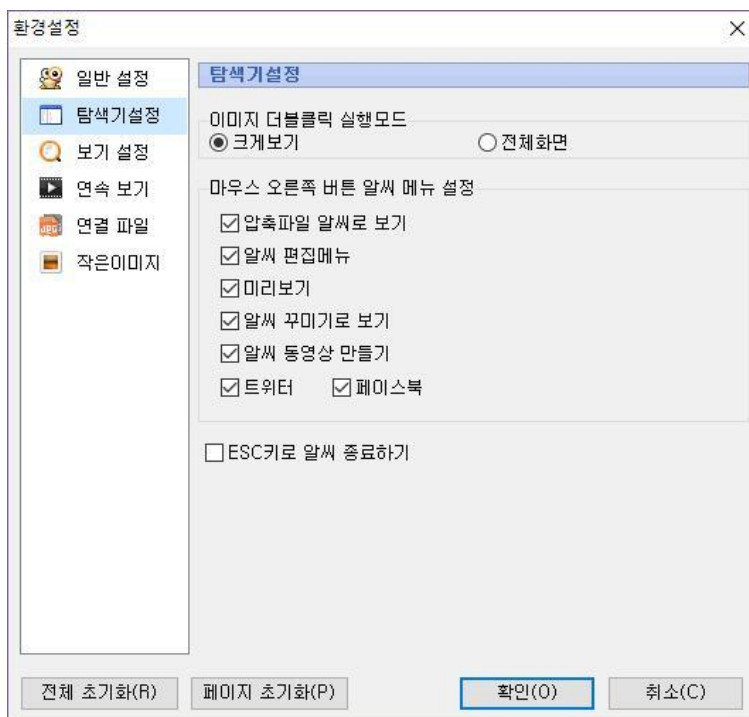 환경설정
일반 설정
탐색기설정
보기 설정
연속 보기
연결 파일
작은이미지
탐색기설정
이미지 더블클릭 실행모드
크게보기 전체화면
마우스 오른쪽 버튼 알씨 메뉴 설정
압축파일 알씨로 보기
알씨 편집메뉴
미리보기
알씨 꾸미기로 보기
알씨 동영상 만들기
트위터 페이스북
ESC키로 알씨 종료하기
전체 초기화(R) 페이지 초기화(P) 확인(O) 취소(C)